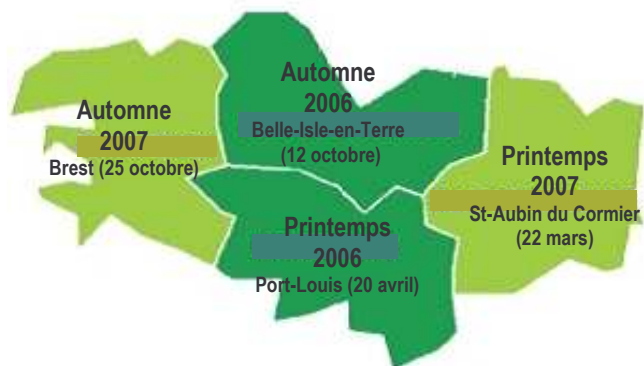 Automne
2006
Belle-Isle-en-Terre
(12 octobre)
Automne
2007
Brest (25 octobre)
Printemps
2007
St-Aubin du Cormier
(22 mars)
Printemps
2006
Port-Louis (20 avril)